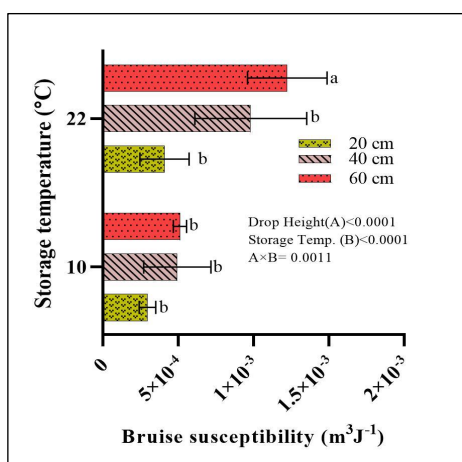 Storage temperature (°C)
22
10
a
b
b
b
b
b
20 cm
40 cm
60 cm
Drop Height(A)<0.0001
Storage Temp. (B)<0.0001
A×B= 0.0011
0
5×10⁻⁴
1×10⁻³
1.5×10⁻³
2×10⁻³
Bruise susceptibility (m³J⁻¹)